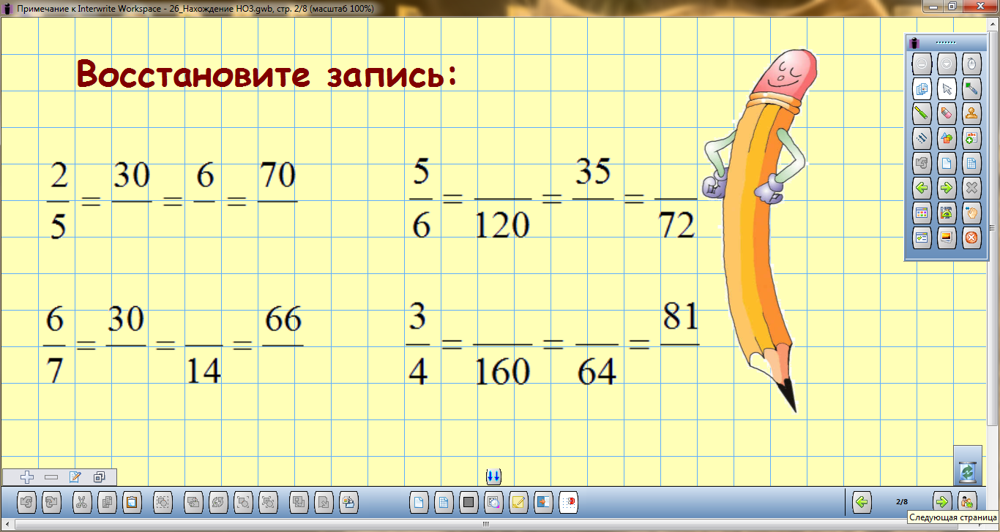 Примечание к Interwrite Workspace - 26_Нахождение НОЗ.gwb, стр. 2/8 (масштаб 100%)
Восстановите запись:
2/5 = 30/ = 6/ = 70/
5/6 = /120 = 35/ = /72
6/7 = 30/ = /14 = 66/
3/4 = /160 = /64 = 81/
2/8
Следующая страница